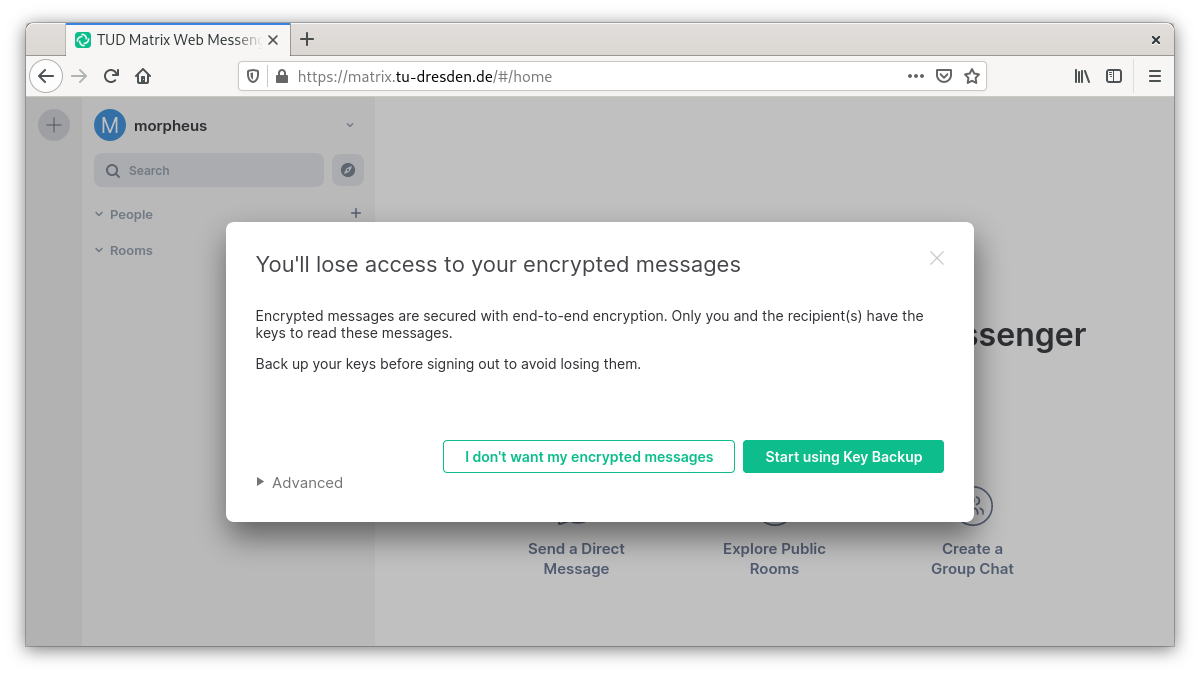 TUD Matrix Web Messeng
https://matrix.tu-dresden.de/#/home
M morpheus
Search
People
Rooms
You'll lose access to your encrypted messages
Encrypted messages are secured with end-to-end encryption. Only you and the recipient(s) have the
keys to read these messages.
Back up your keys before signing out to avoid losing them.
ssenger
I don't want my encrypted messages
Start using Key Backup
Advanced
Send a Direct
Message
Explore Public
Rooms
Create a
Group Chat